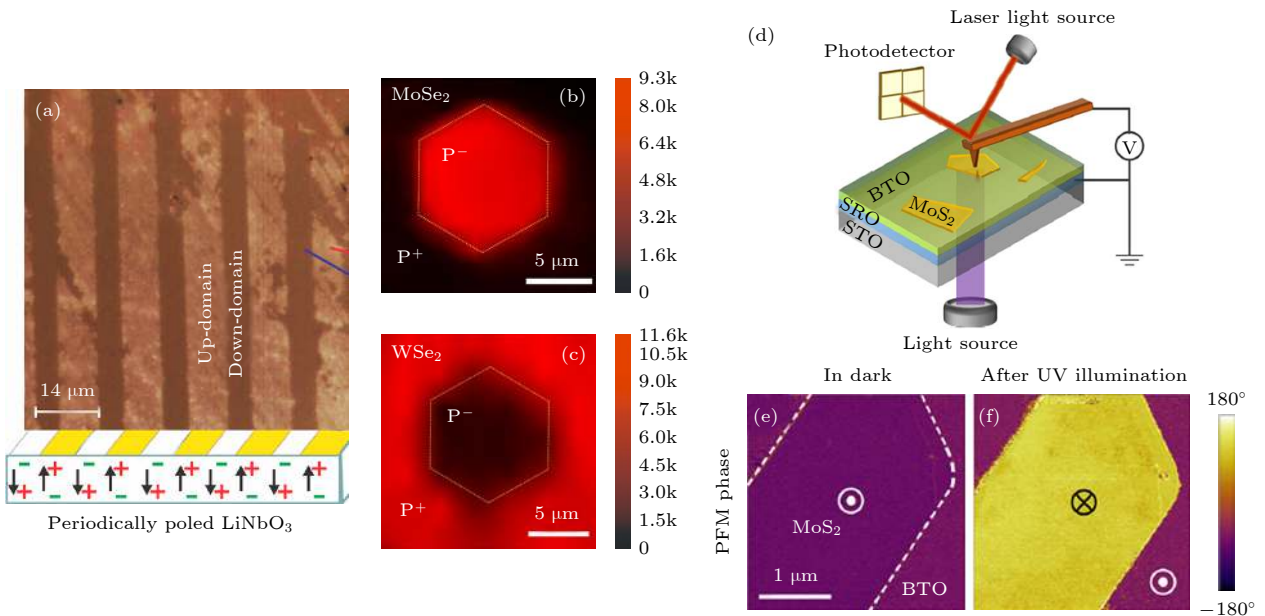 (a)
Up-domain
Down-domain
14 μm
− + − + − + − + − +
+ − + − + − + − + −
Periodically poled LiNbO₃
MoSe₂
(b)
P⁻
P⁺
5 μm
9.3k
8.0k
6.4k
4.8k
3.2k
1.6k
0
WSe₂
(c)
P⁻
P⁺
5 μm
11.6k
10.5k
9.0k
7.5k
6.0k
4.5k
3.0k
1.5k
0
(d)
Laser light source
Photodetector
V
BTO
MoS₂
SRO
STO
Light source
In dark
After UV illumination
PFM phase
(e)
MoS₂
1 μm
BTO
(f)
180°
−180°